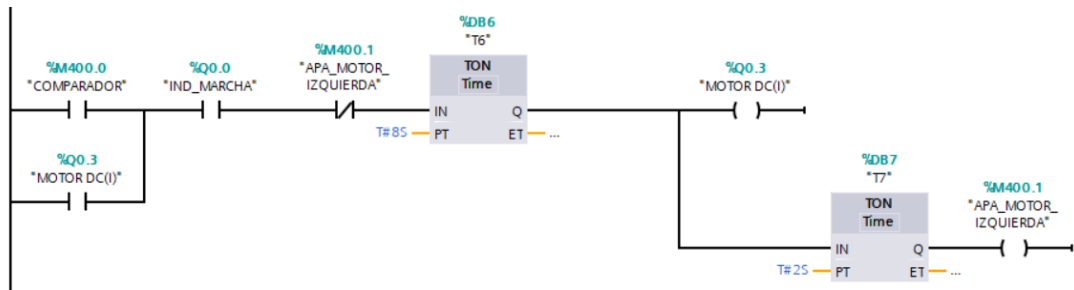 %DB6
"T6"
%M400.0
"COMPARADOR"
%Q0.0
"IND_MARCHA"
%M400.1
"APA_MOTOR_
IZQUIERDA"
TON
Time
%Q0.3
"MOTOR DC(I)"
IN Q
T#8S PT ET ...
%Q0.3
"MOTOR DC(I)"
%DB7
"T7"
TON
Time
%M400.1
"APA_MOTOR_
IZQUIERDA"
IN Q
T#2S PT ET ...